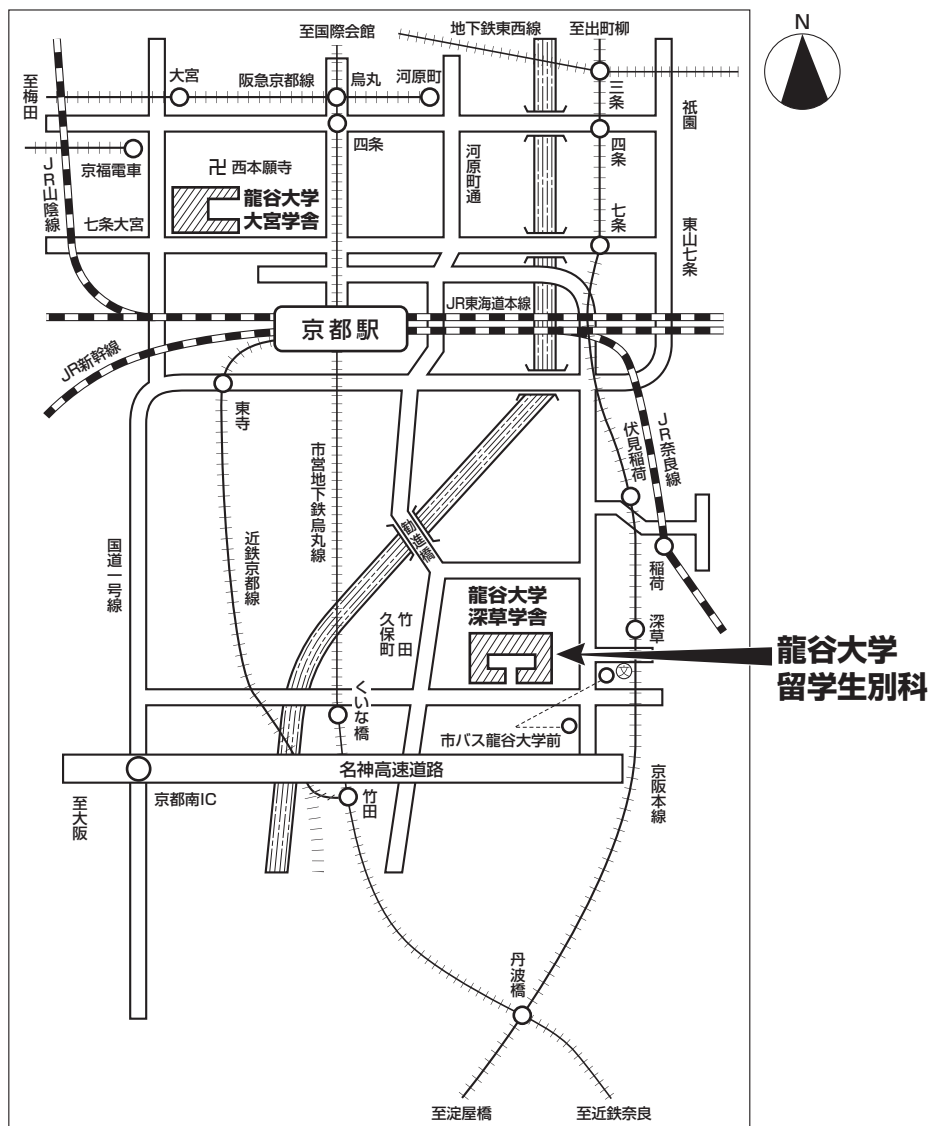 至国際会館
地下鉄東西線
至出町柳
N
至梅田
大宮
阪急京都線
烏丸
河原町
三条
祇園
京福電車
四条
四条
JR山陰線
卍 西本願寺
河原町通
龍谷大学
大宮学舎
七条大宮
七条
東山七条
JR東海道本線
京都駅
JR新幹線
東寺
伏見稲荷
JR奈良線
市営地下鉄烏丸線
国道一号線
近鉄京都線
勧進橋
稲荷
龍谷大学
深草学舎
竹田
久保町
深草
龍谷大学
留学生別科
文
くいな橋
市バス龍谷大学前
名神高速道路
京都南IC
至大阪
竹田
京阪本線
丹波橋
至淀屋橋
至近鉄奈良